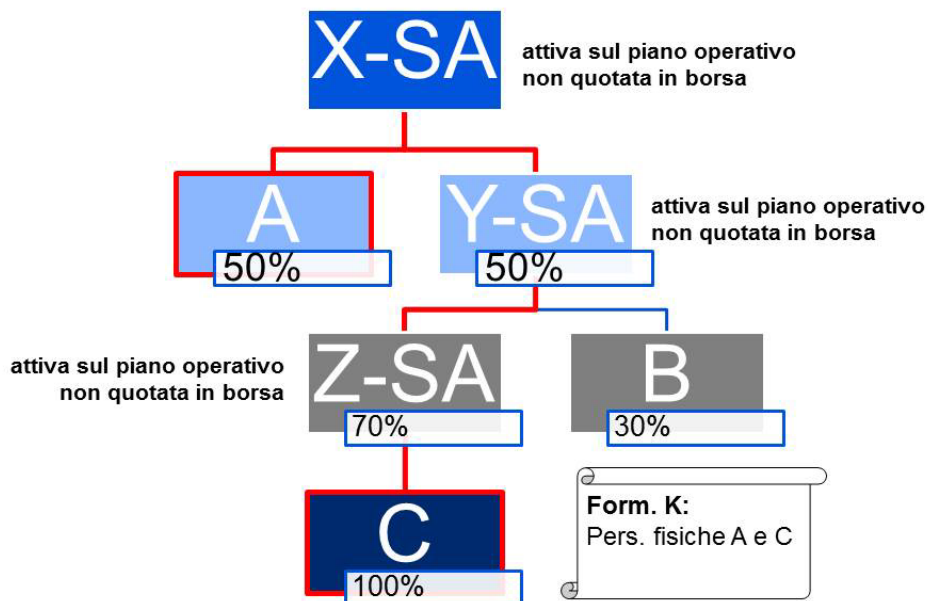 X-SA
attiva sul piano operativo
non quotata in borsa
A
50%
Y-SA
50%
attiva sul piano operativo
non quotata in borsa
attiva sul piano operativo
non quotata in borsa
Z-SA
70%
B
30%
C
100%
Form. K:
Pers. fisiche A e C